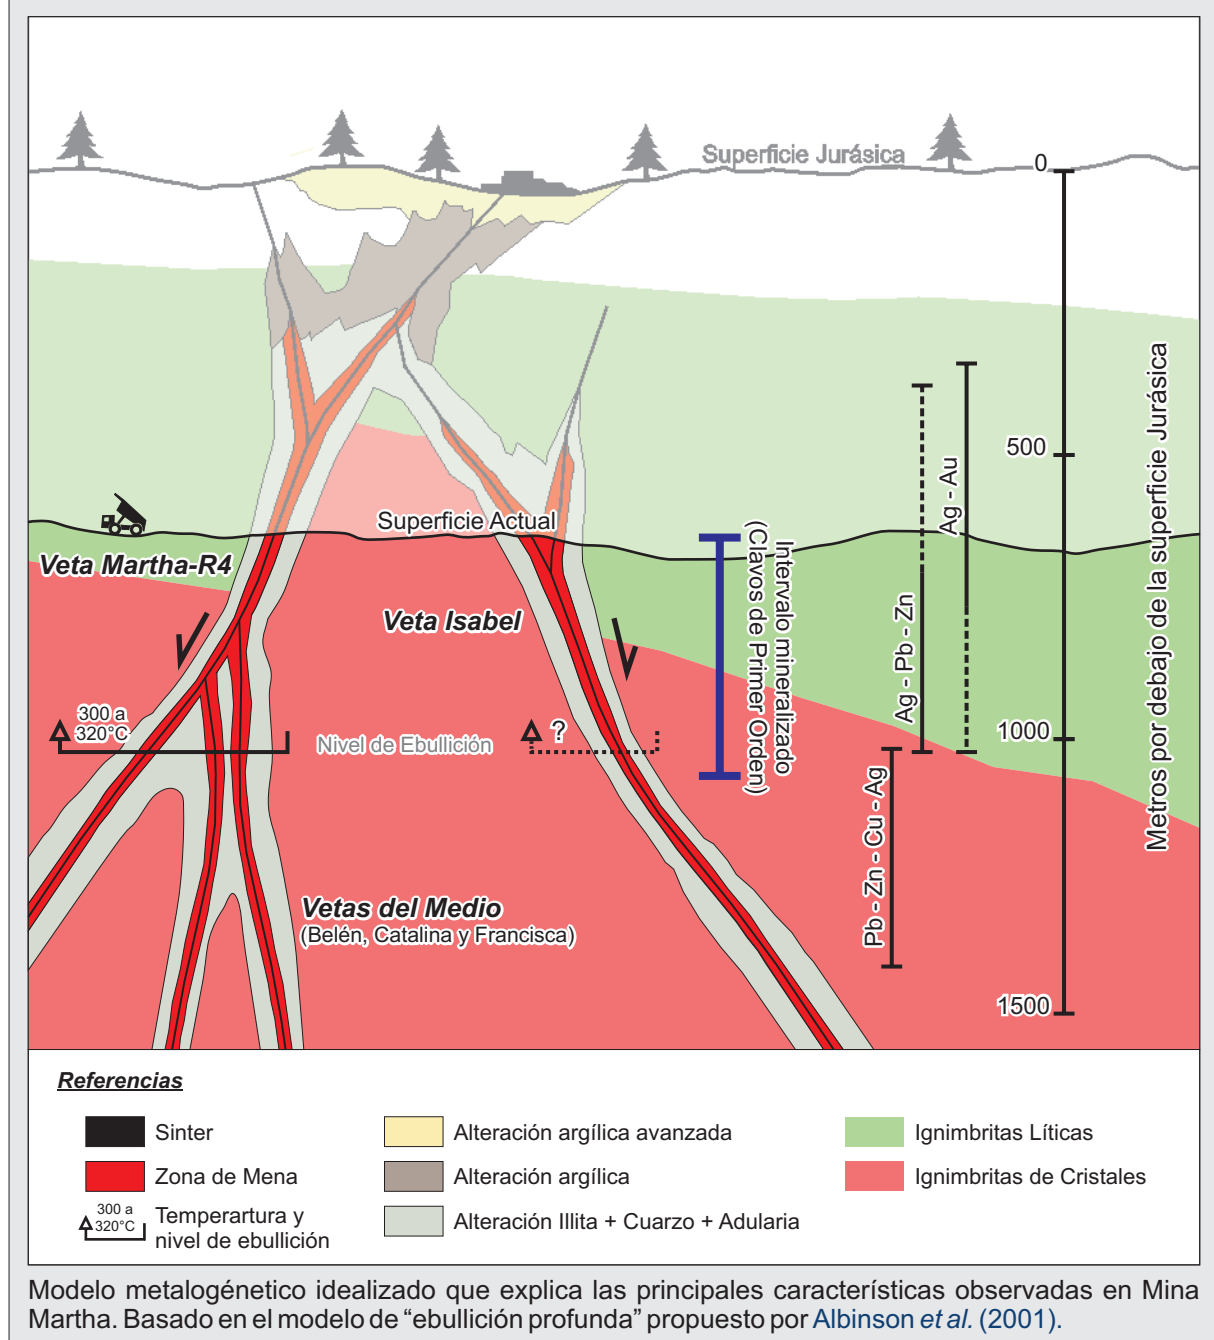 Superficie Jurásica
0
500
Ag - Au
Superficie Actual
Veta Martha-R4
Veta Isabel
Intervalo mineralizado
(Clavos de Primer Orden)
Ag - Pb - Zn
Metros por debajo de la superficie Jurásica
300 a
320°C
Nivel de Ebullición
?
1000
Pb - Zn - Cu - Ag
Vetas del Medio
(Belén, Catalina y Francisca)
1500
Referencias
Sinter
Zona de Mena
300 a
320°C
Temperartura y
nivel de ebullición
Alteración argílica avanzada
Alteración argílica
Alteración Illita + Cuarzo + Adularia
Ignimbritas Líticas
Ignimbritas de Cristales
Modelo metalogénetico idealizado que explica las principales características observadas en Mina
Martha. Basado en el modelo de “ebullición profunda” propuesto por Albinson et al. (2001).